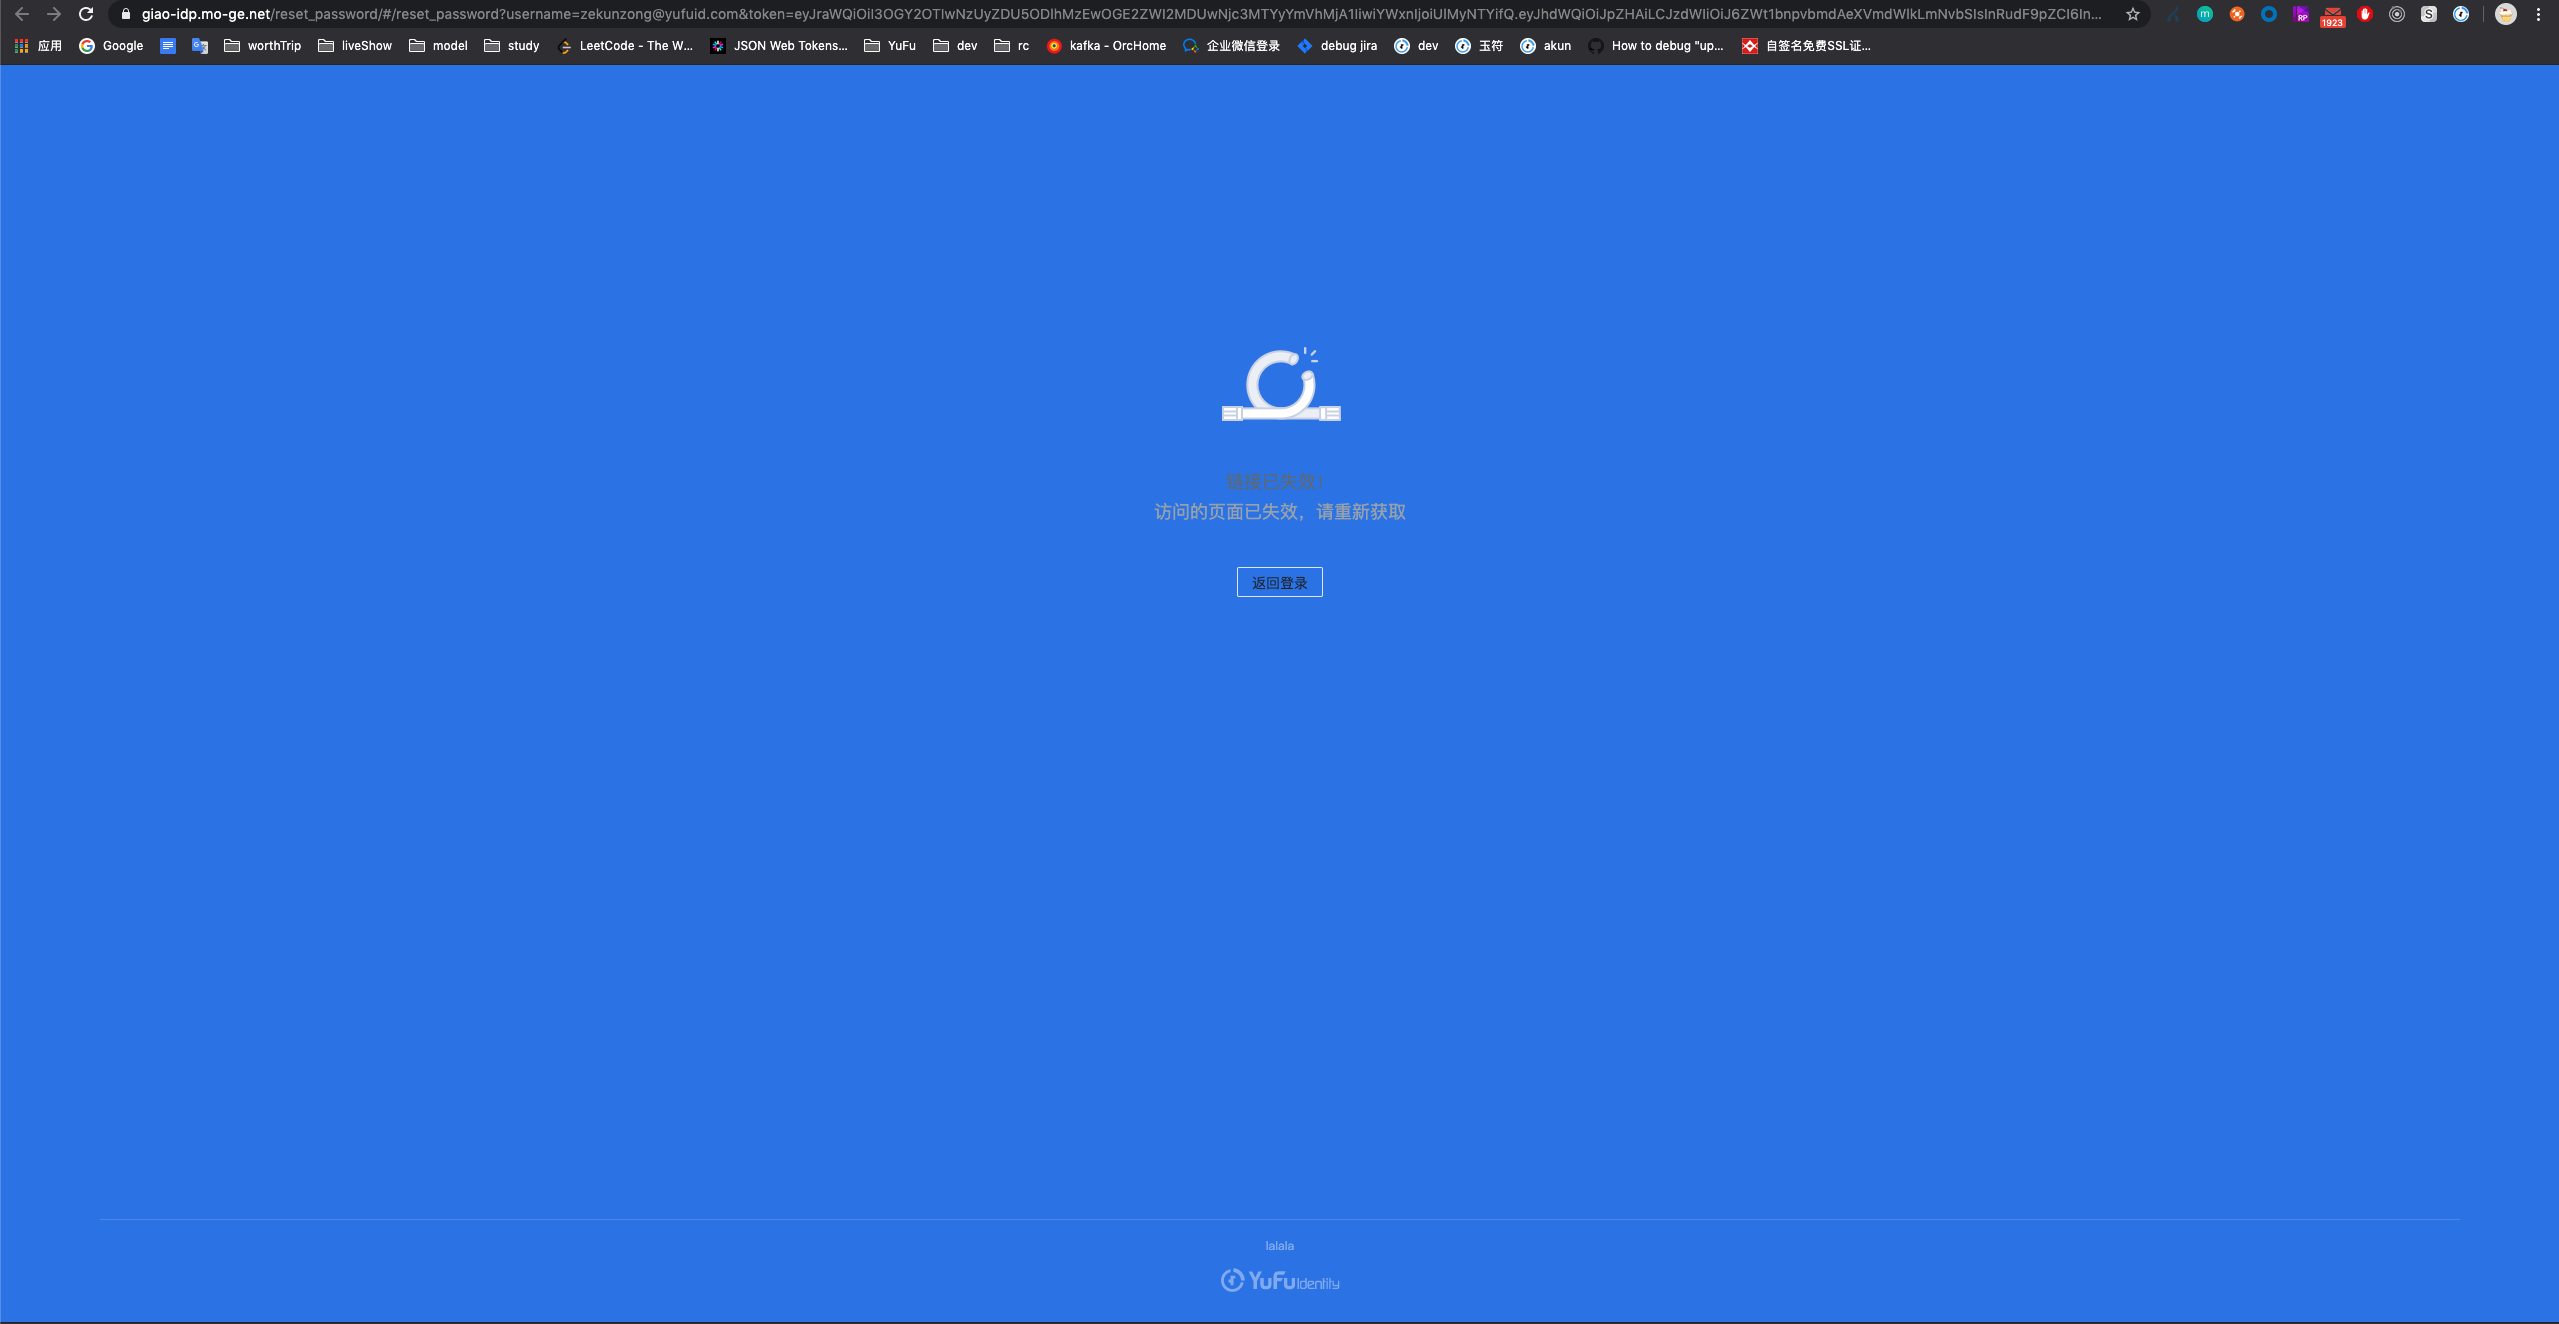 giao-idp.mo-ge.net/reset_password/#/reset_password?username=zekunzong@yufuid.com&token=eyJraWQiOiI3OGY2OTIwNzUyZDU5ODlhMzEwOGE2ZWI2MDUwNjc3MTYyYmVhMjA1IiwiYWxnIjoiUlMyNTYifQ.eyJhdWQiOiJpZHAiLCJzdWIiOiJ6ZWt1bnpvbmdAeXVmdWlkLmNvbSIsInRudF9pZCI6In...
m
RP
1923
S
应用 Google worthTrip liveShow model study LeetCode - The W... JSON Web Tokens... YuFu dev rc kafka - OrcHome 企业微信登录 debug jira dev 玉符 akun How to debug "up... 自签名免费SSL证...
链接已失效!
访问的页面已失效，请重新获取
返回登录
lalala
YuFu Identity